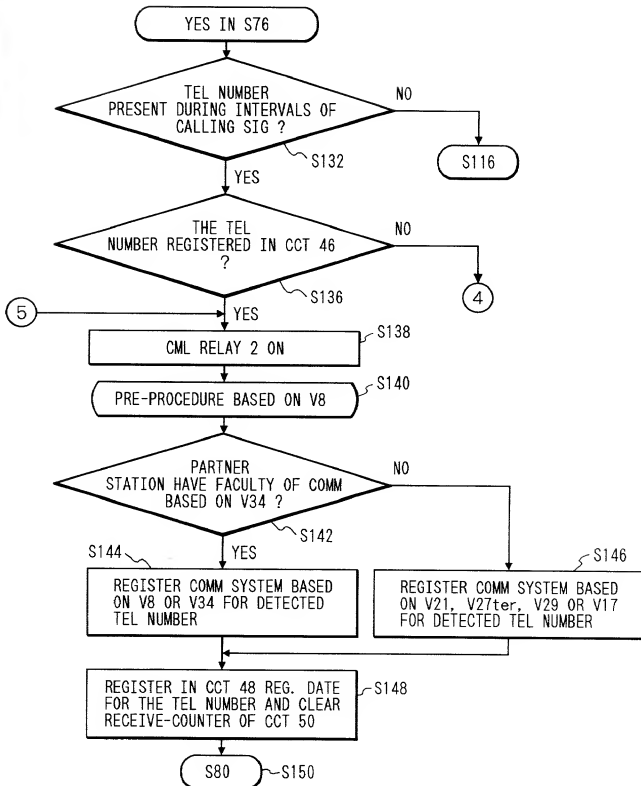 YES IN S76
TEL NUMBER
PRESENT DURING INTERVALS OF
CALLING SIG ?
NO
S132
S116
YES
THE TEL
NUMBER REGISTERED IN CCT 46
?
NO
S136
4
5
YES
S138
CML RELAY 2 ON
S140
PRE-PROCEDURE BASED ON V8
PARTNER
STATION HAVE FACULTY OF COMM
BASED ON V34 ?
NO
S142
S144
YES
S146
REGISTER COMM SYSTEM BASED
ON V8 OR V34 FOR DETECTED
TEL NUMBER
REGISTER COMM SYSTEM BASED
ON V21, V27ter, V29 OR V17
FOR DETECTED TEL NUMBER
REGISTER IN CCT 48 REG. DATE
FOR THE TEL NUMBER AND CLEAR
RECEIVE-COUNTER OF CCT 50
S148
S80
S150